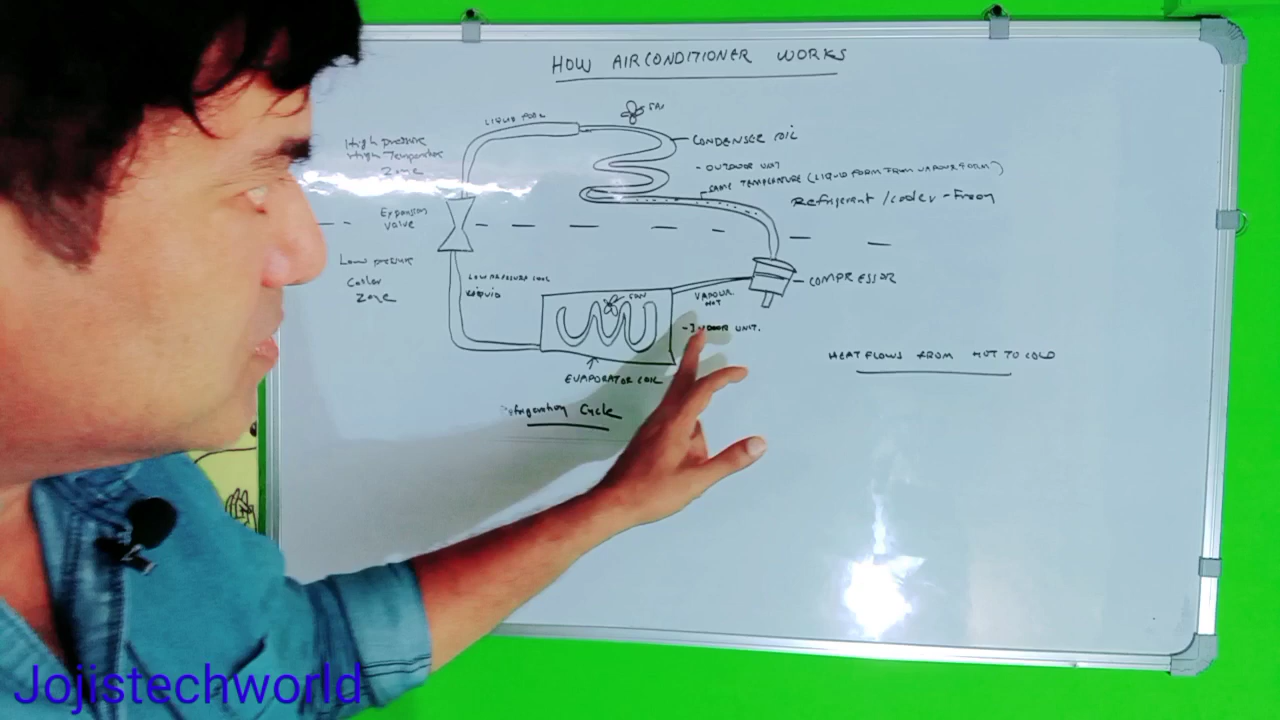 HOW AIRCONDITIONER WORKS
FAN
LIQUID
High pressure
High Temperature
Zone
CONDENSER COIL
- OUTDOOR UNIT
SAME TEMPERATURE (LIQUID FORM FROM VAPOUR FORM)
Refrigerant / cooler - Freon
Expansion
valve
Low pressure
Cooler
Zone
LOW PRESSURE COOL
LIQUID
FAN
VAPOUR
HOT
COMPRESSOR
- INDOOR UNIT.
EVAPORATOR COIL
HEAT FLOWS FROM HOT TO COLD
Refrigeration Cycle
Jojistechworld